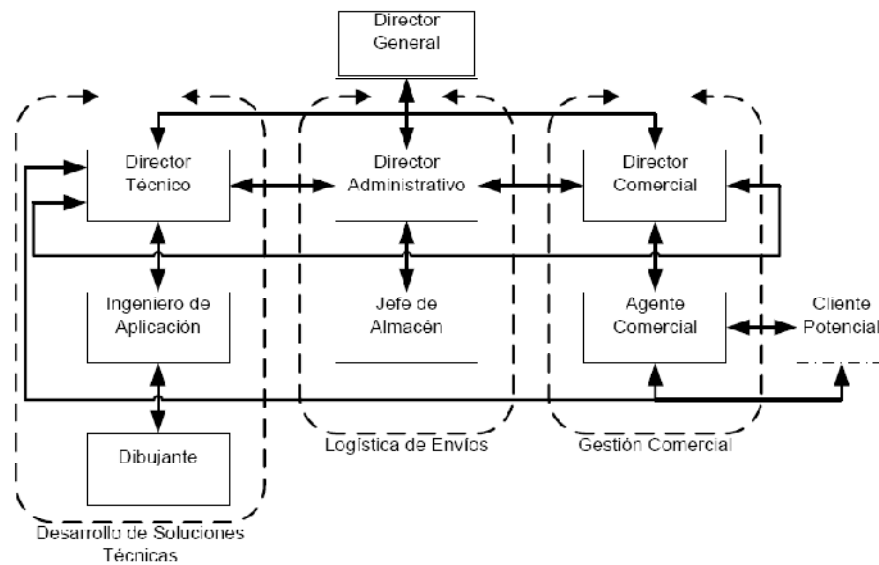 Director
General
Director
Técnico
Director
Administrativo
Director
Comercial
Ingeniero de
Aplicación
Jefe de
Almacén
Agente
Comercial
Cliente
Potencial
Dibujante
Logística de Envíos
Gestión Comercial
Desarrollo de Soluciones
Técnicas